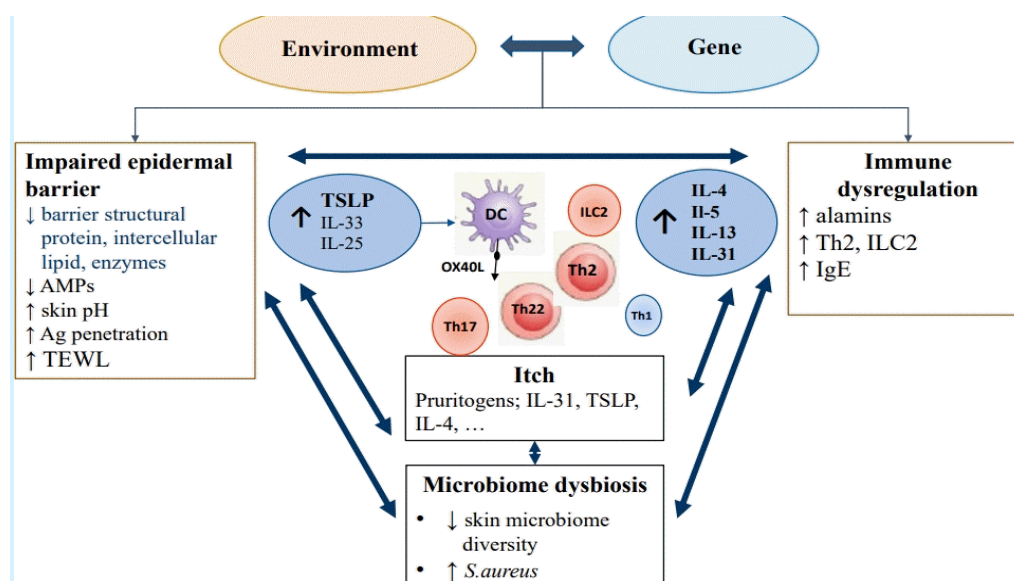 Environment
Gene
Impaired epidermal
barrier
↓ barrier structural
protein, intercellular
lipid, enzymes
↓ AMPs
↑ skin pH
↑ Ag penetration
↑ TEWL
↑ TSLP
IL-33
IL-25
DC
OX40L
ILC2
Th2
Th22
Th17
Th1
↑ IL-4
Il-5
IL-13
IL-31
Immune
dysregulation
↑ alamins
↑ Th2, ILC2
↑ IgE
Itch
Pruritogens; IL-31, TSLP,
IL-4, …
Microbiome dysbiosis
• ↓ skin microbiome
diversity
• ↑ S.aureus